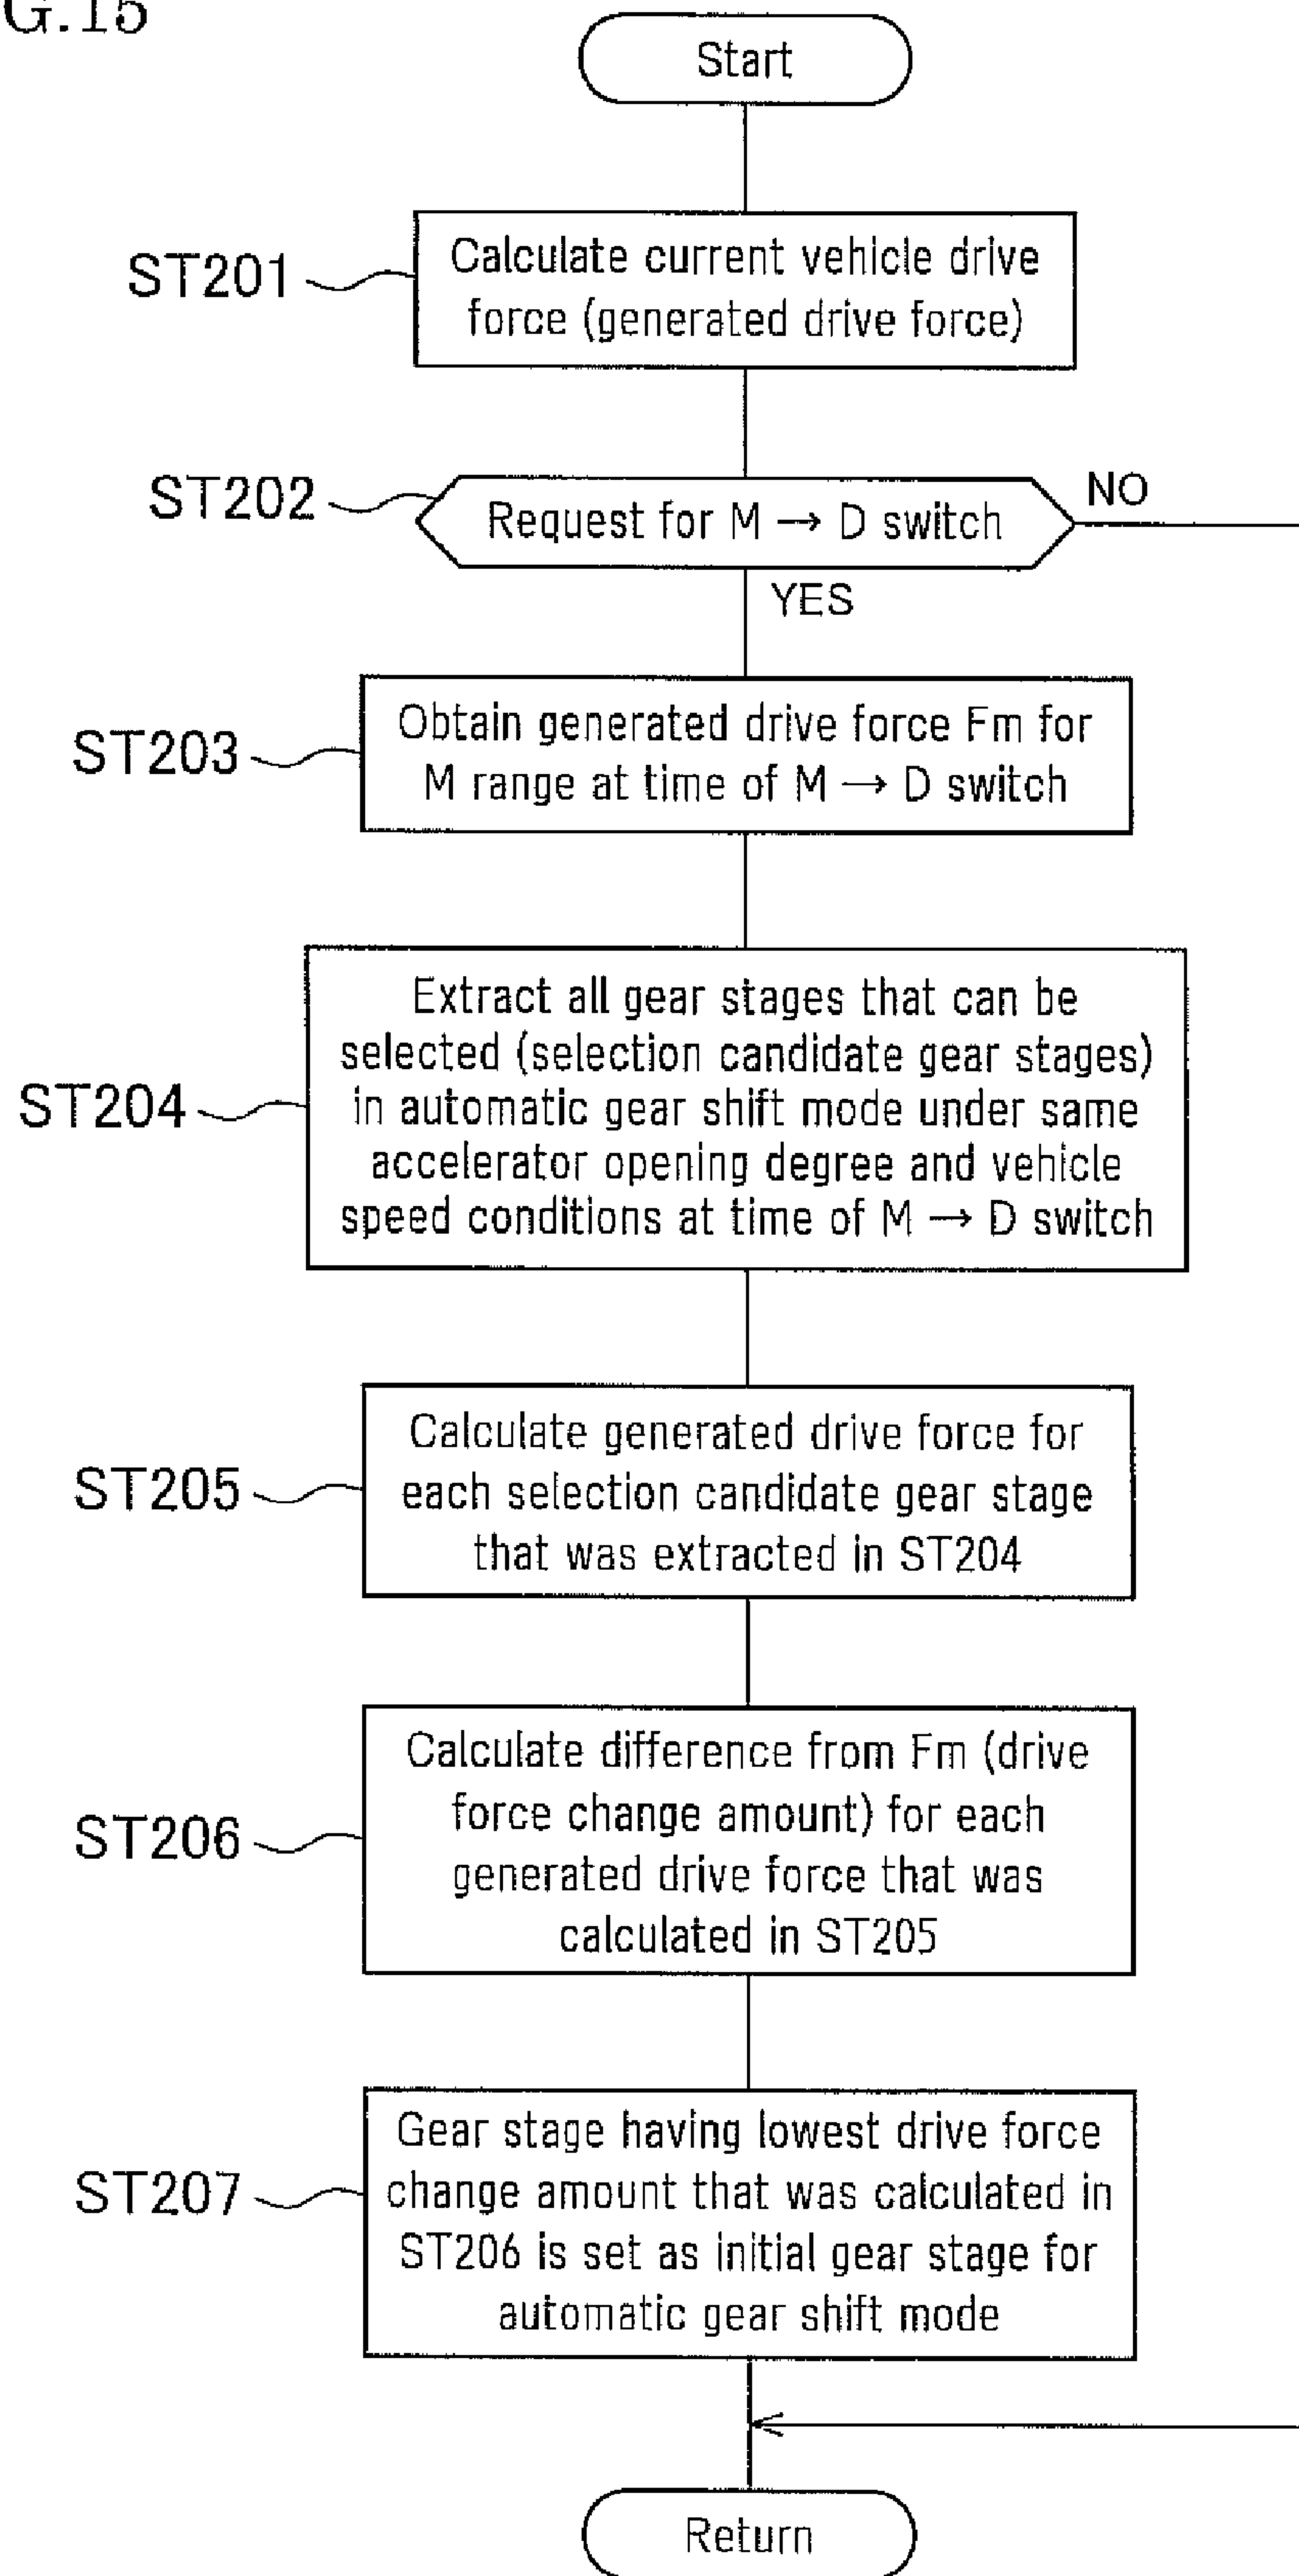 G.15
Start
ST201
Calculate current vehicle drive
force (generated drive force)
ST202
Request for M → D switch
NO
YES
ST203
Obtain generated drive force Fm for
M range at time of M → D switch
ST204
Extract all gear stages that can be
selected (selection candidate gear stages)
in automatic gear shift mode under same
accelerator opening degree and vehicle
speed conditions at time of M → D switch
ST205
Calculate generated drive force for
each selection candidate gear stage
that was extracted in ST204
ST206
Calculate difference from Fm (drive
force change amount) for each
generated drive force that was
calculated in ST205
ST207
Gear stage having lowest drive force
change amount that was calculated in
ST206 is set as initial gear stage for
automatic gear shift mode
Return